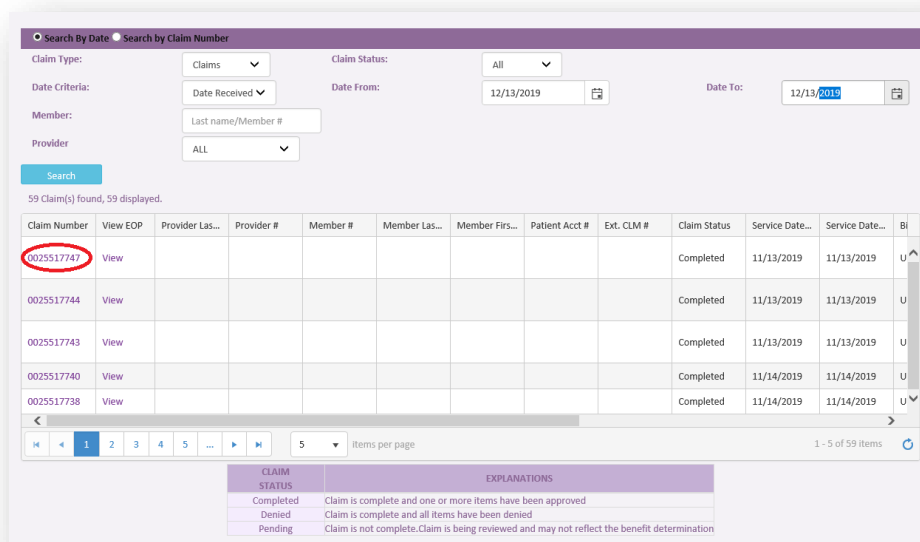 Search By Date Search by Claim Number
Claim Type: Claims Claim Status: All
Date Criteria: Date Received Date From: 12/13/2019 Date To: 12/13/2019
Member: Last name/Member #
Provider ALL
Search
59 Claim(s) found, 59 displayed.
Claim Number View EOP Provider Las... Provider # Member # Member Las... Member Firs... Patient Acct # Ext. CLM # Claim Status Service Date... Service Date... Bi
0025517747 View Completed 11/13/2019 11/13/2019 U
0025517744 View Completed 11/13/2019 11/13/2019 U
0025517743 View Completed 11/13/2019 11/13/2019 U
0025517740 View Completed 11/14/2019 11/14/2019 U
0025517738 View Completed 11/14/2019 11/14/2019 U
1 2 3 4 5 ... 5 items per page 1 - 5 of 59 items
CLAIM STATUS EXPLANATIONS
Completed Claim is complete and one or more items have been approved
Denied Claim is complete and all items have been denied
Pending Claim is not complete.Claim is being reviewed and may not reflect the benefit determination